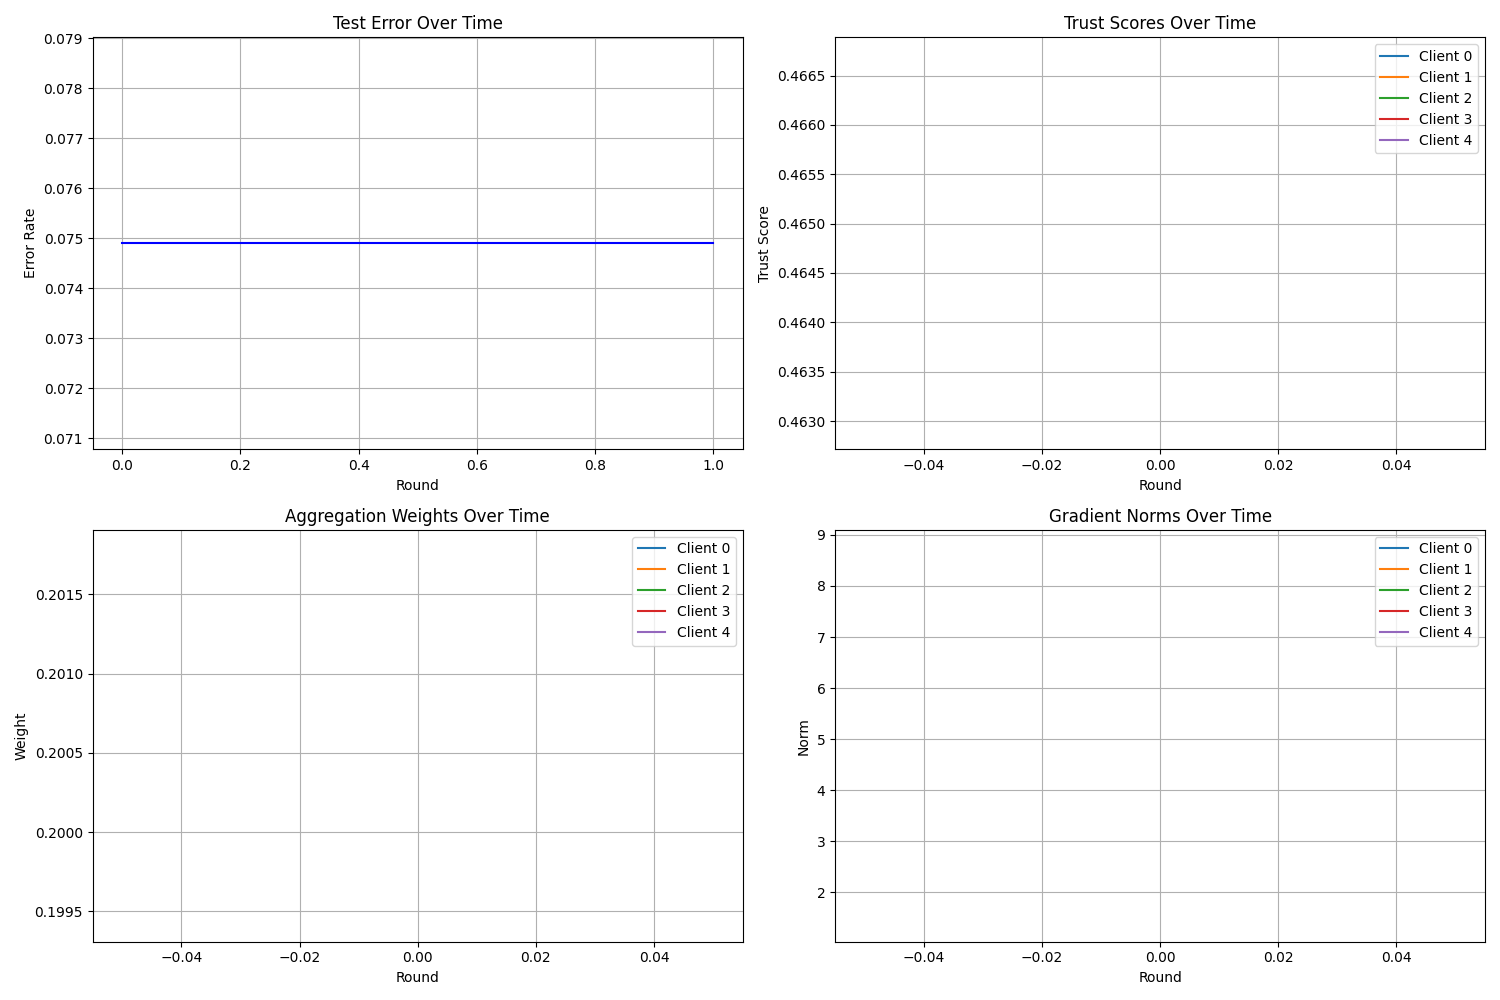 Test Error Over Time
0.079
0.078
0.077
0.076
0.075
0.074
0.073
0.072
0.071
Error Rate
0.0 0.2 0.4 0.6 0.8 1.0
Round
Trust Scores Over Time
Client 0
Client 1
Client 2
Client 3
Client 4
0.4665
0.4660
0.4655
0.4650
0.4645
0.4640
0.4635
0.4630
Trust Score
−0.04 −0.02 0.00 0.02 0.04
Round
Aggregation Weights Over Time
Client 0
Client 1
Client 2
Client 3
Client 4
0.2015
0.2010
0.2005
0.2000
0.1995
Weight
−0.04 −0.02 0.00 0.02 0.04
Round
Gradient Norms Over Time
Client 0
Client 1
Client 2
Client 3
Client 4
9
8
7
6
5
4
3
2
Norm
−0.04 −0.02 0.00 0.02 0.04
Round